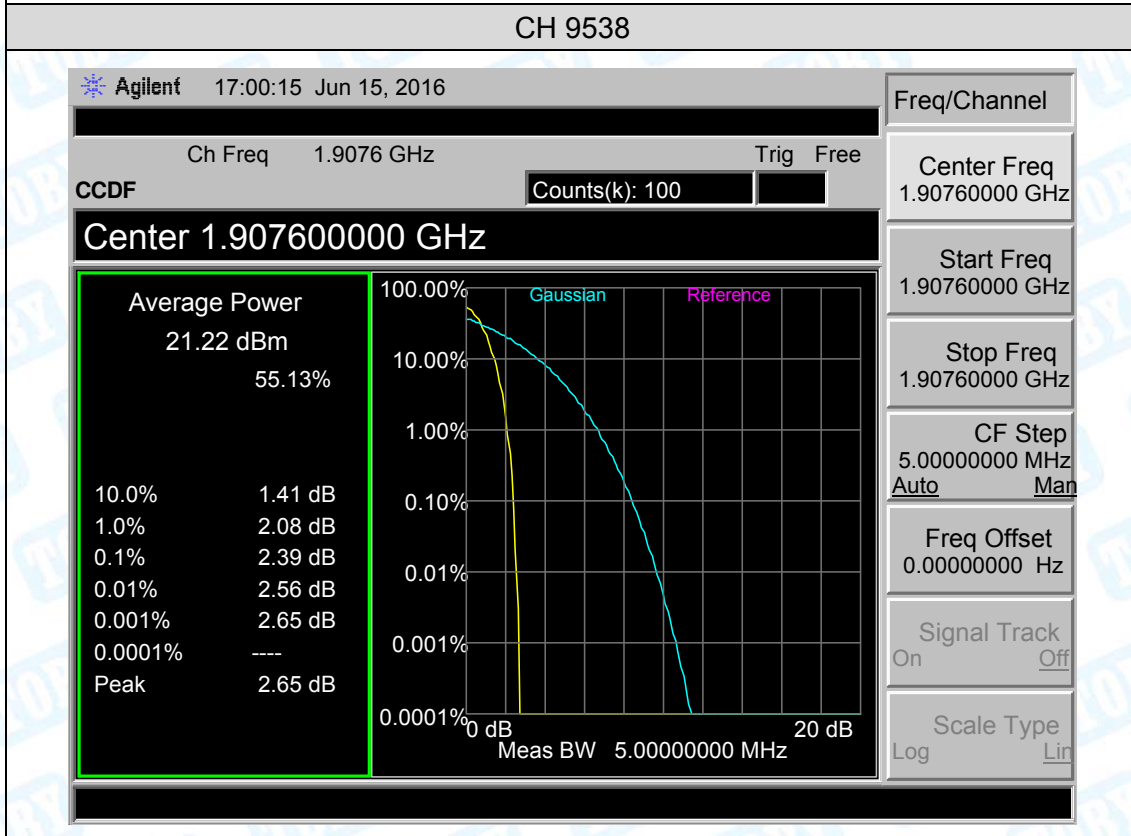 CH 9538
Agilent 17:00:15 Jun 15, 2016
Ch Freq 1.9076 GHz Trig Free
CCDF Counts(k): 100
Center 1.907600000 GHz
Average Power
21.22 dBm
55.13%
10.0% 1.41 dB
1.0% 2.08 dB
0.1% 2.39 dB
0.01% 2.56 dB
0.001% 2.65 dB
0.0001% ----
Peak 2.65 dB
Gaussian Reference
100.00%
10.00%
1.00%
0.10%
0.01%
0.001%
0.0001%
0 dB 20 dB
Meas BW 5.00000000 MHz
Freq/Channel
Center Freq
1.90760000 GHz
Start Freq
1.90760000 GHz
Stop Freq
1.90760000 GHz
CF Step
5.00000000 MHz
Auto Man
Freq Offset
0.00000000 Hz
Signal Track
On Off
Scale Type
Log Lin